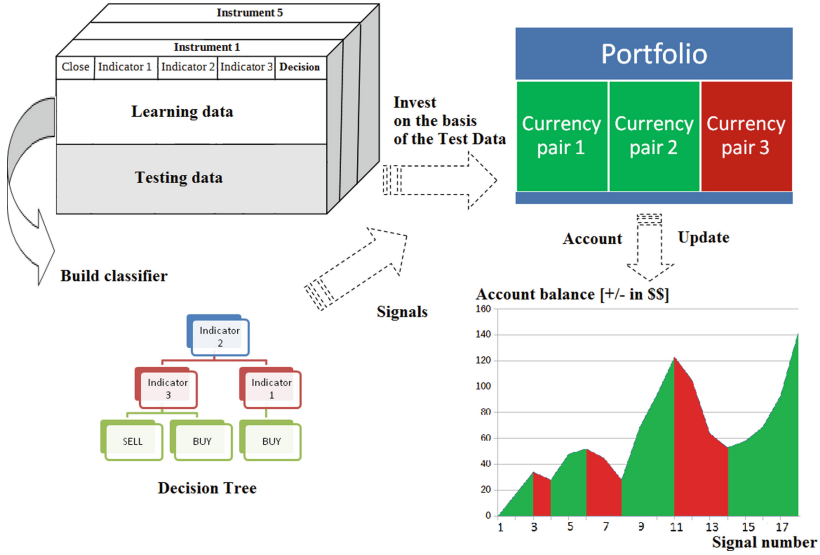 Instrument 5
Instrument 1
Close Indicator 1 Indicator 2 Indicator 3 Decision
Learning data
Testing data
Build classifier
Invest
on the basis
of the Test Data
Portfolio
Currency
pair 1
Currency
pair 2
Currency
pair 3
Account Update
Signals
Indicator
2
Indicator
3
Indicator
1
SELL BUY BUY
Decision Tree
Account balance [+/- in $$]
160
140
120
100
80
60
40
20
0
1 3 5 7 9 11 13 15 17
Signal number